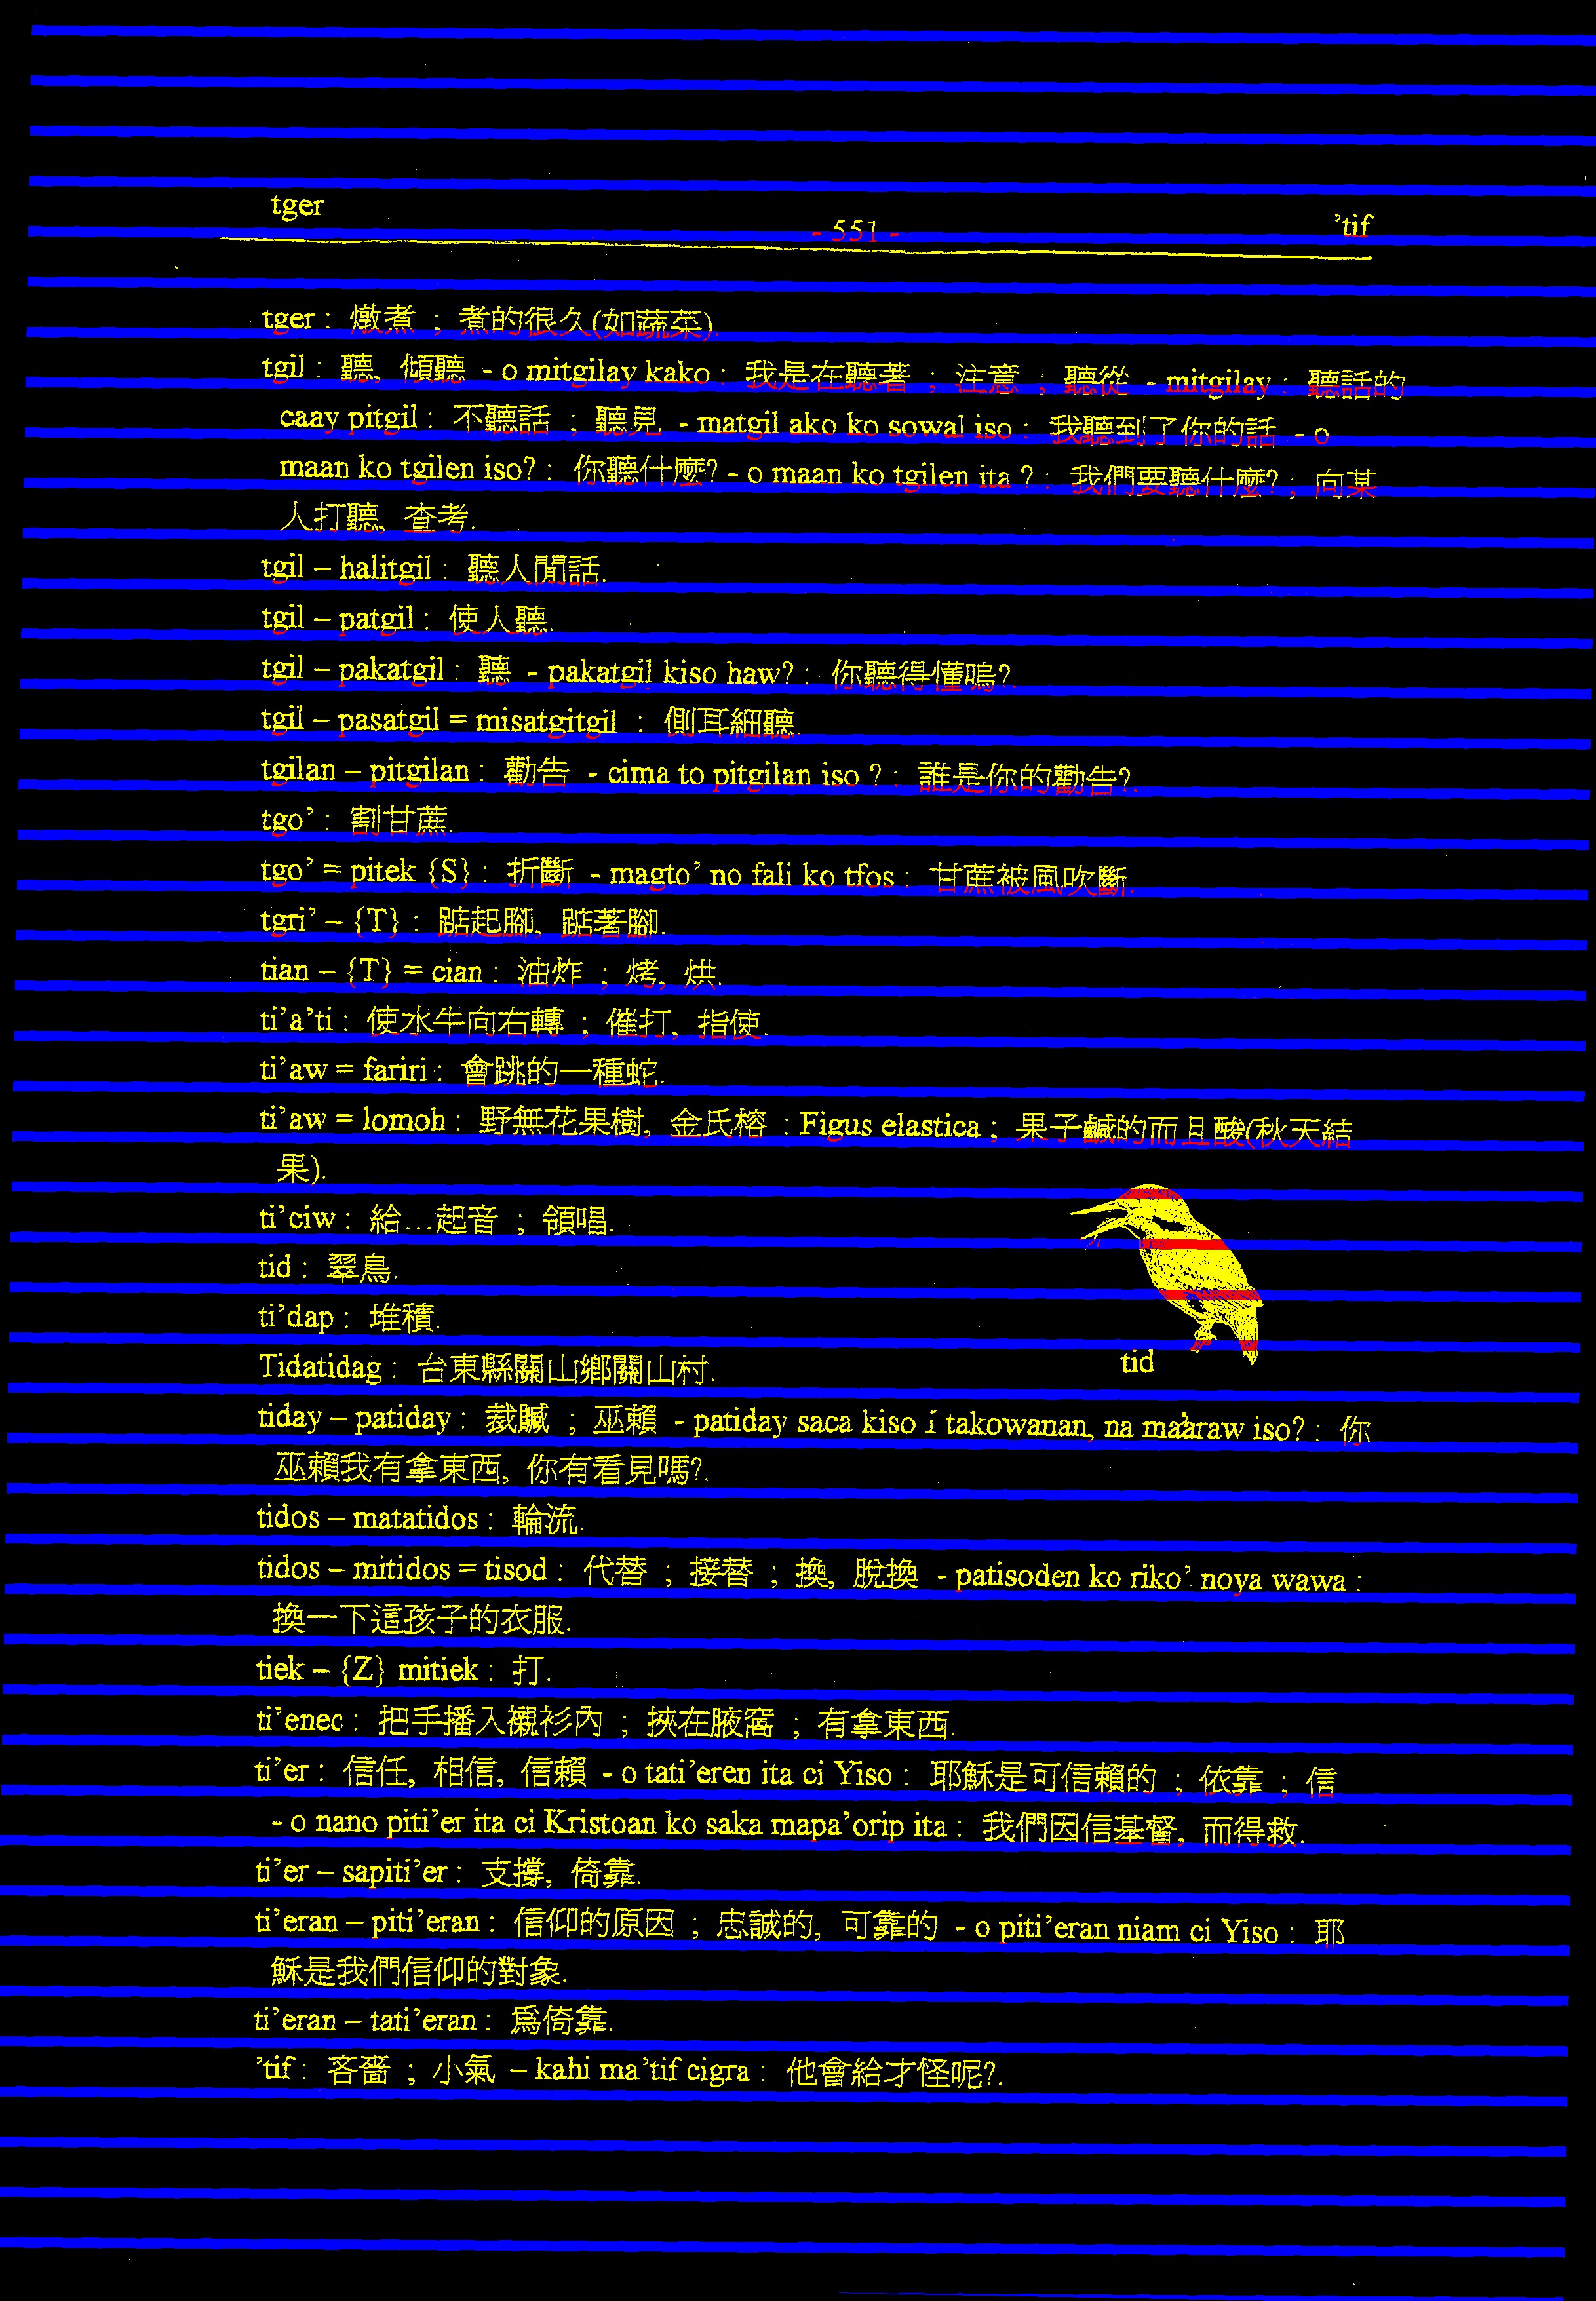 tger - 551 - ’tif
tger : 燉煮 ; 煮的很久(如蔬菜).
tgil : 聽, 傾聽 - o mitgilay kako : 我是在聽著 ; 注意 ; 聽從 - mitgilay : 聽話的
caay pitgil : 不聽話 ; 聽見 - matgil ako ko sowal iso : 我聽到了你的話 - o
maan ko tgilen iso? : 你聽什麼? - o maan ko tgilen ita ? : 我們要聽什麼? ; 向某
人打聽, 查考.
tgil – halitgil : 聽人閒話.
tgil – patgil : 使人聽.
tgil – pakatgil : 聽 - pakatgil kiso haw? : 你聽得懂嗚?.
tgil – pasatgil = misatgitgil : 側耳細聽.
tgilan – pitgilan : 勸告 - cima to pitgilan iso ? : 誰是你的勸告?.
tgo’ : 割甘蔗.
tgo’ = pitek {S} : 折斷 - magto’ no fali ko tfos : 甘蔗被風吹斷.
tgri’ – {T} : 踮起腳, 踮著腳.
tian – {T} = cian : 油炸 ; 烤, 烘.
ti’a’ti : 使水牛向右轉 ; 催打, 指使.
ti’aw = fariri : 會跳的一種蛇.
ti’aw = lomoh : 野無花果樹, 金氏榕 : Figus elastica ; 果子鹹的而且酸(秋天結
果).
ti’ciw : 給…起音 ; 領唱.
tid : 翠鳥.
ti’dap : 堆積.
Tidatidag : 台東縣關山鄉關山村.
tid
tiday – patiday : 裁贓 ; 巫賴 - patiday saca kiso i takowanan, na maàraw iso? : 你
巫賴我有拿東西, 你有看見嗎?.
tidos – matatidos : 輪流.
tidos – mitidos = tisod : 代替 ; 接替 ; 換, 脫換 - patisoden ko riko’ noya wawa :
換一下這孩子的衣服.
tiek – {Z} mitiek : 打.
ti’enec : 把手播入襯衫內 ; 挾在腋窩 ; 有拿東西.
ti’er : 信任, 相信, 信賴 - o tati’eren ita ci Yiso : 耶穌是可信賴的 ; 依靠 ; 信
- o nano piti’er ita ci Kristoan ko saka mapa’orip ita : 我們因信基督, 而得救.
ti’er – sapiti’er : 支撐, 倚靠.
ti’eran – piti’eran : 信仰的原因 ; 忠誠的, 可靠的 - o piti’eran niam ci Yiso : 耶
穌是我們信仰的對象.
ti’eran – tati’eran : 為倚靠.
’tif : 吝嗇 ; 小氣 – kahi ma’tif cigra : 他會給才怪呢?.